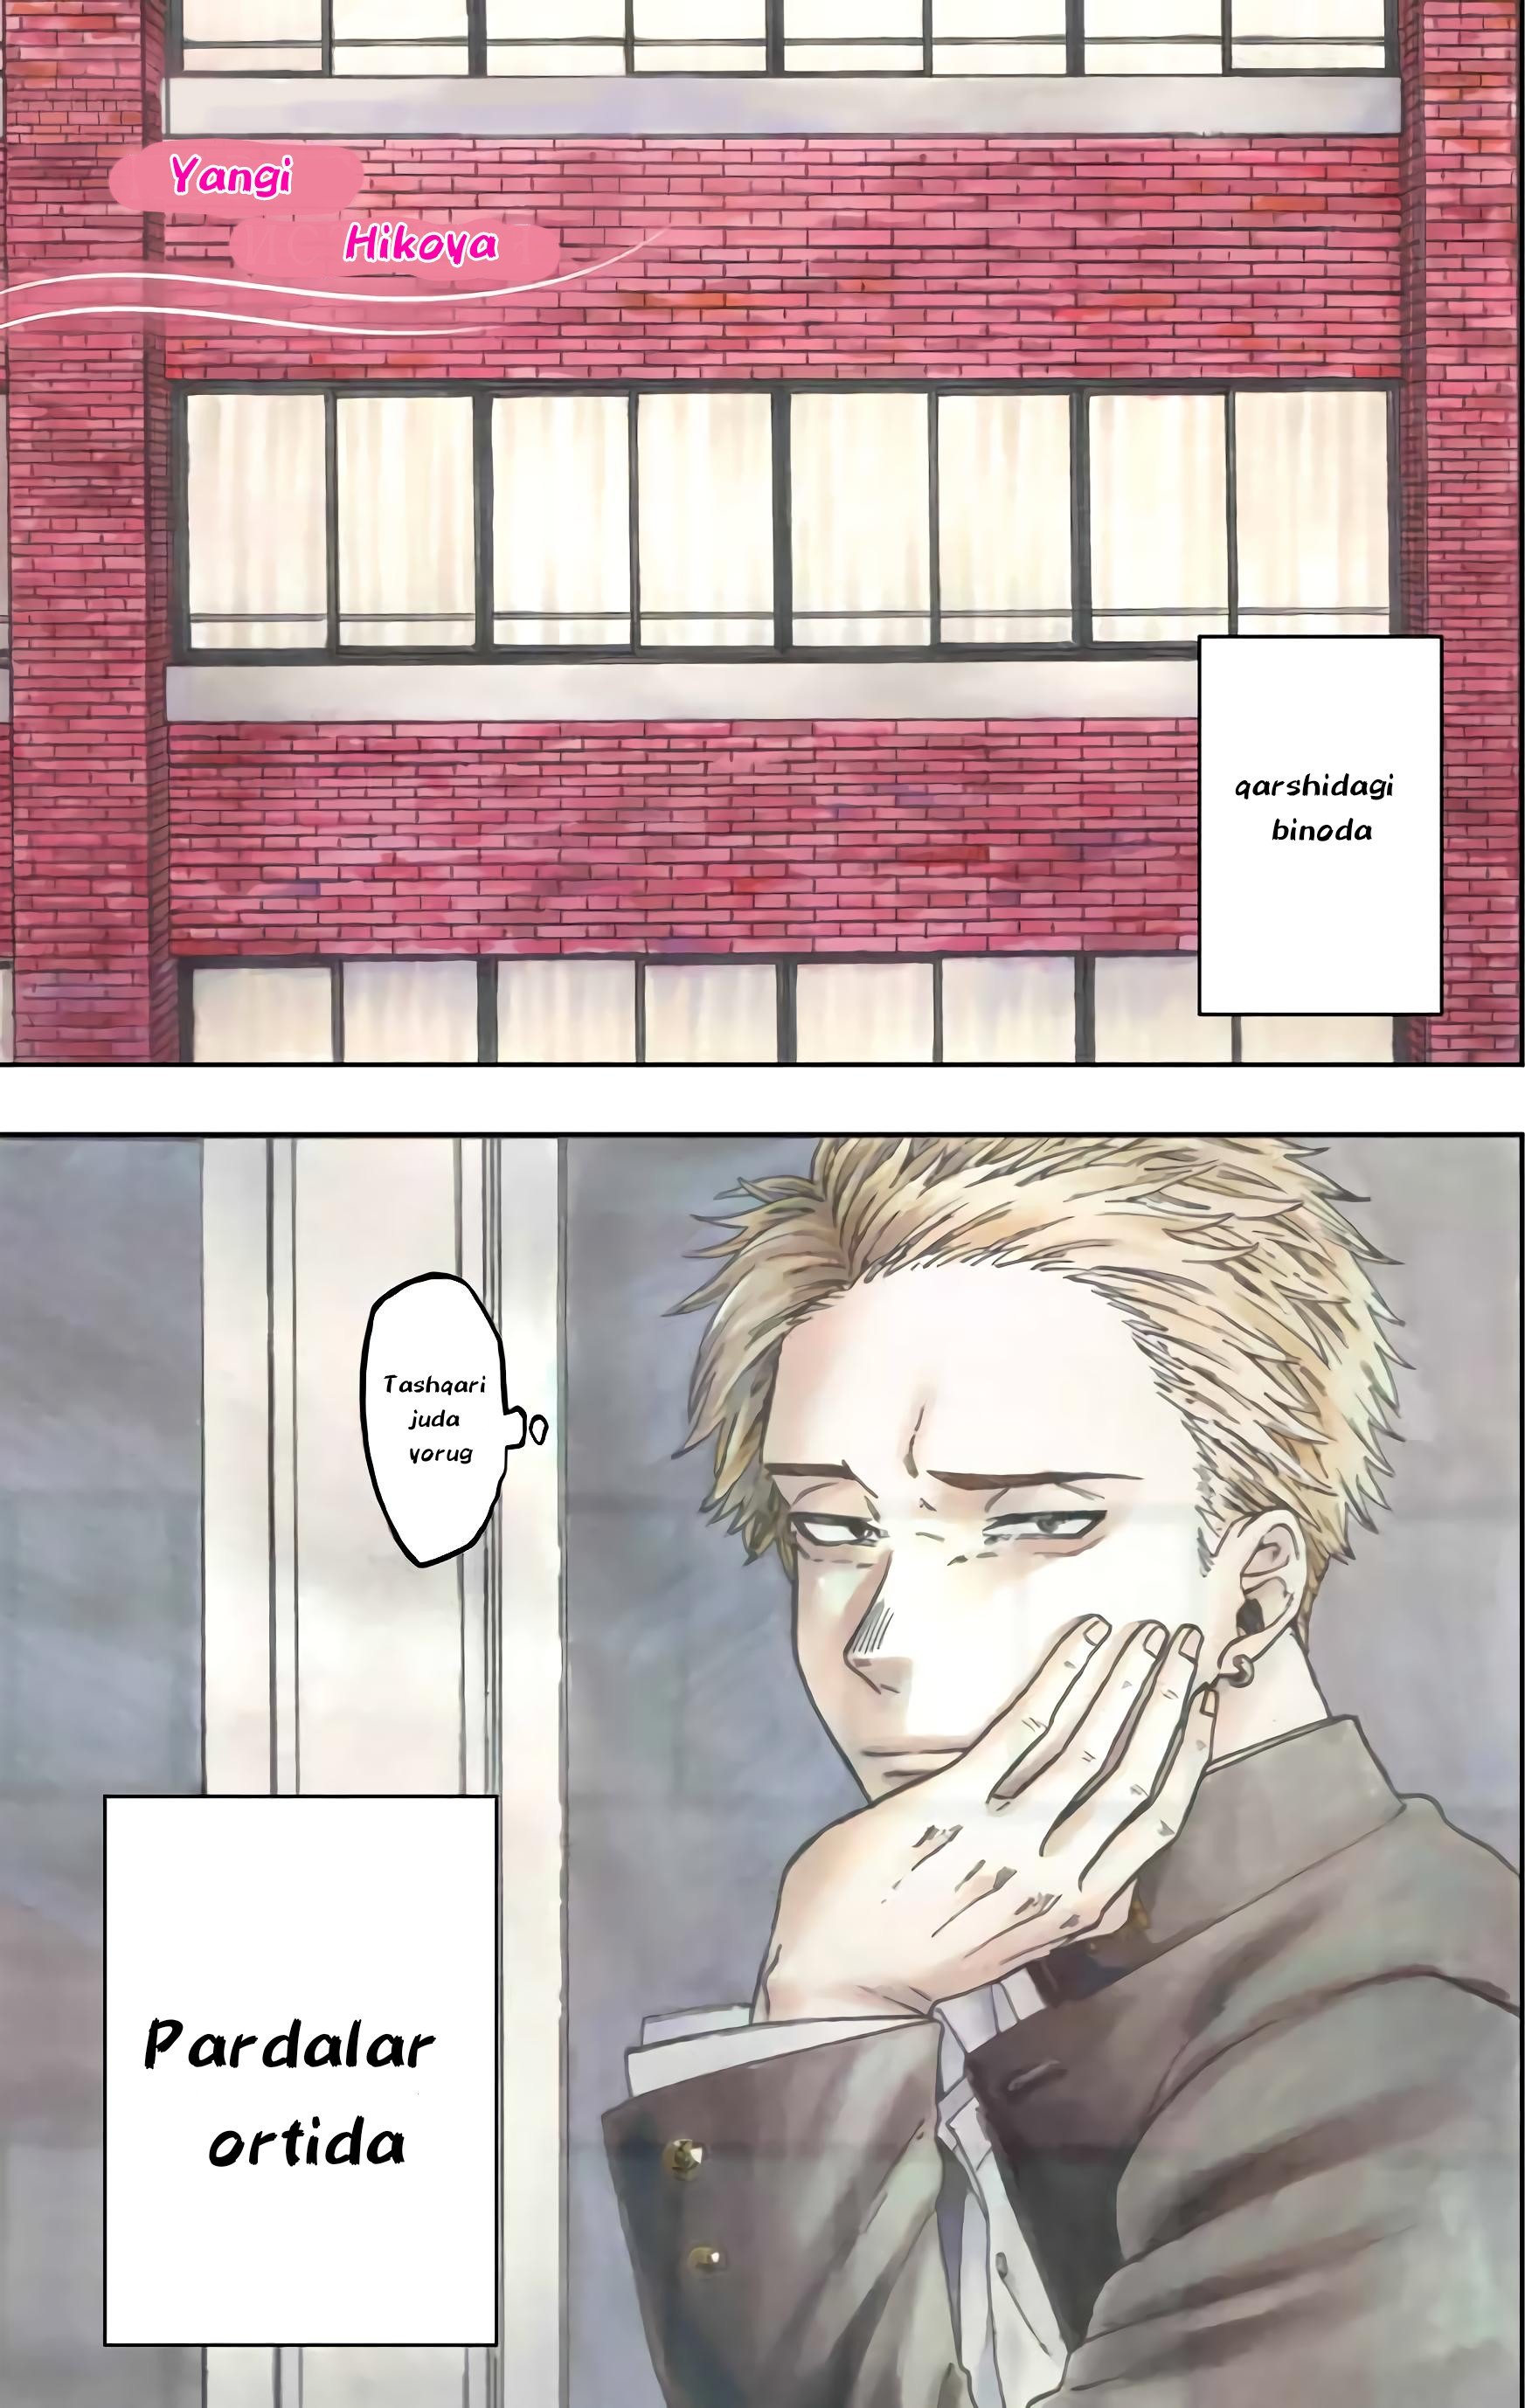 Yangi
Hikoya
qarshidagi
binoda
Tashqari
juda
yorug
Pardalar
ortida